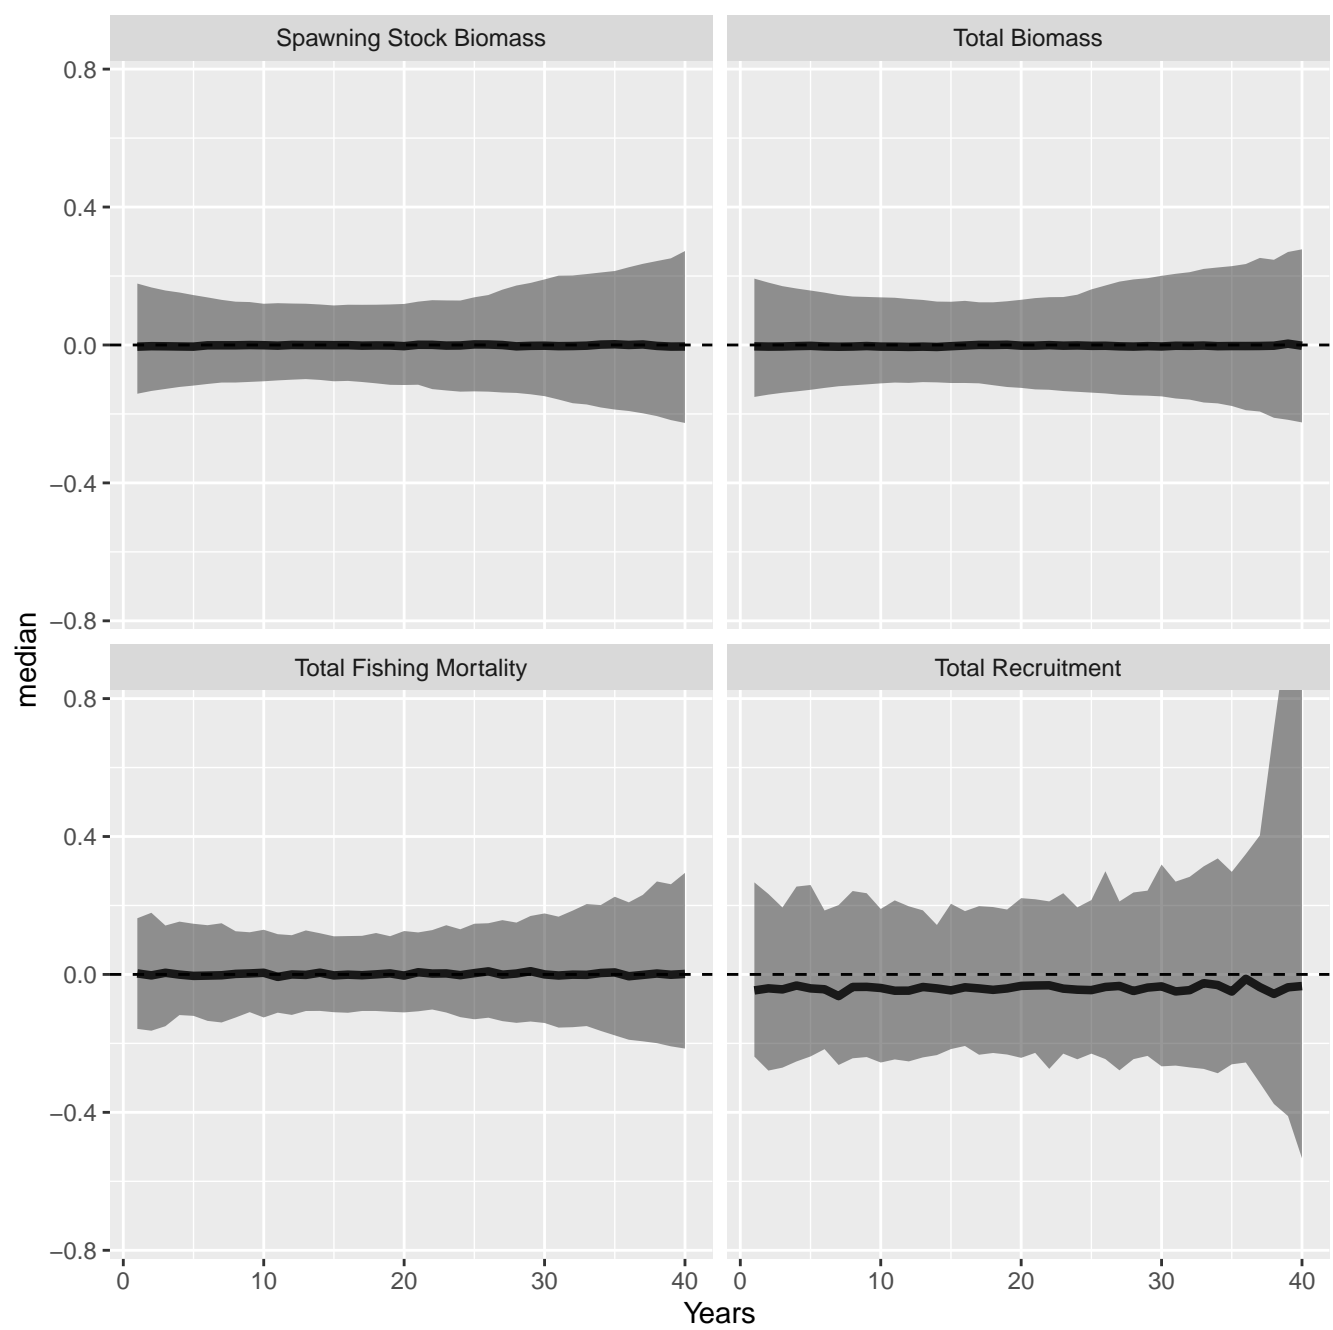 Spawning Stock Biomass
Total Biomass
0.8
0.4
0.0
−0.4
−0.8
median
Total Fishing Mortality
Total Recruitment
0.8
0.4
0.0
−0.4
−0.8
0 10 20 30 40
0 10 20 30 40
Years